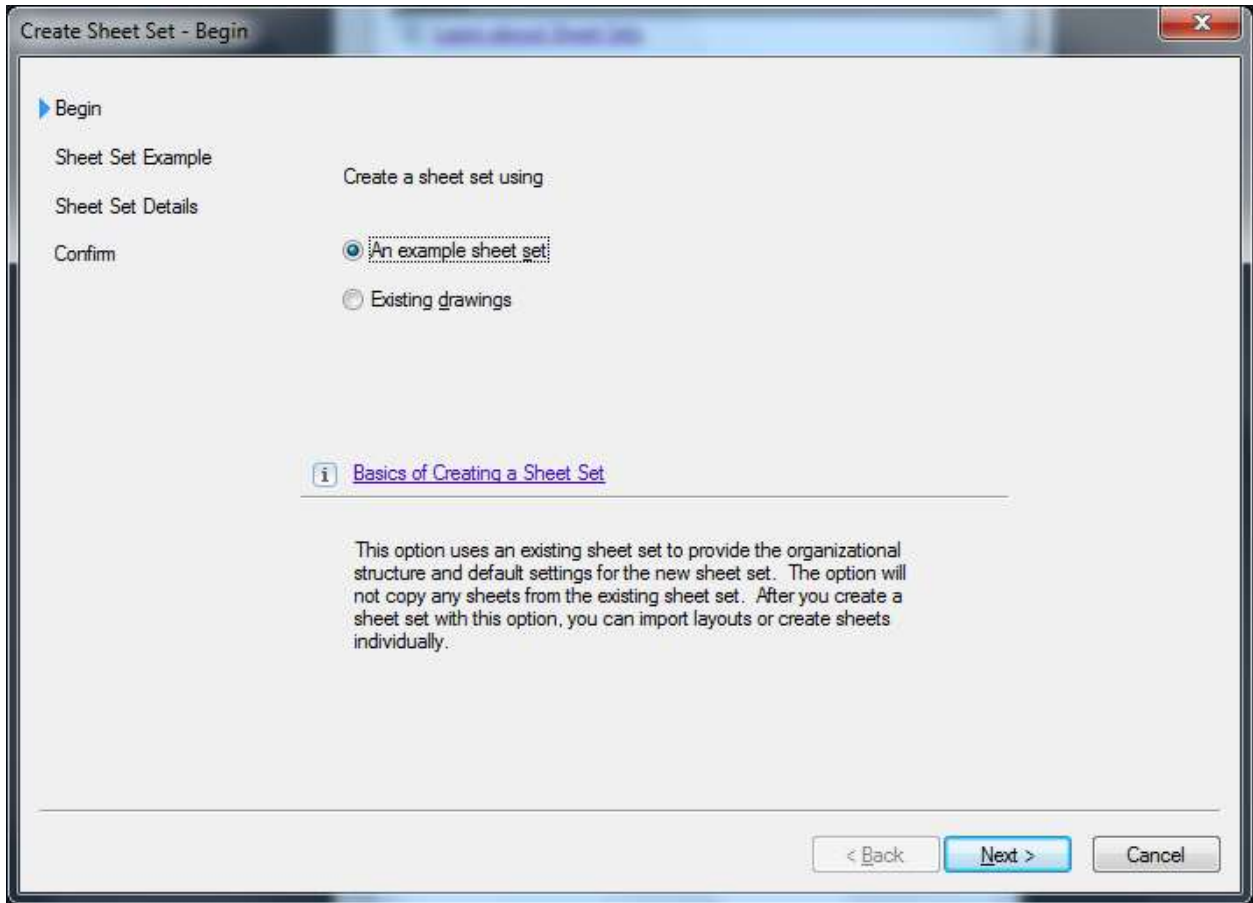 Create Sheet Set - Begin
Learn about Sheet Sets
Begin
Sheet Set Example
Sheet Set Details
Confirm
Create a sheet set using
An example sheet set
Existing drawings
Basics of Creating a Sheet Set
This option uses an existing sheet set to provide the organizational
structure and default settings for the new sheet set. The option will
not copy any sheets from the existing sheet set. After you create a
sheet set with this option, you can import layouts or create sheets
individually.
< Back
Next >
Cancel